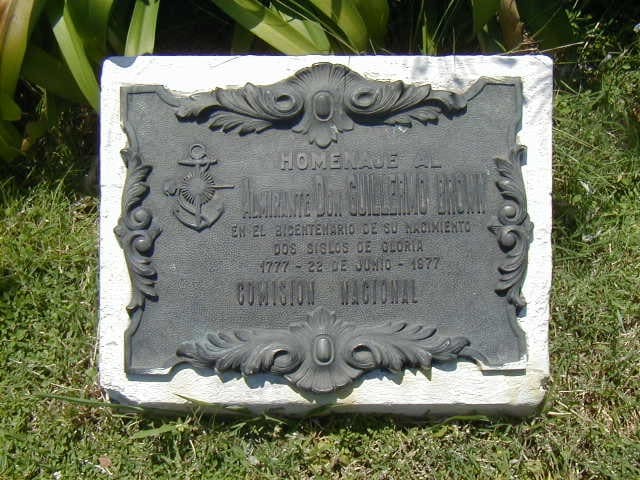 HOMENAJE AL
ALMIRANTE DON GUILLERMO BROWN
EN EL BICENTENARIO DE SU NACIMIENTO
DOS SIGLOS DE GLORIA
1777 - 22 DE JUNIO - 1977
COMISION NACIONAL